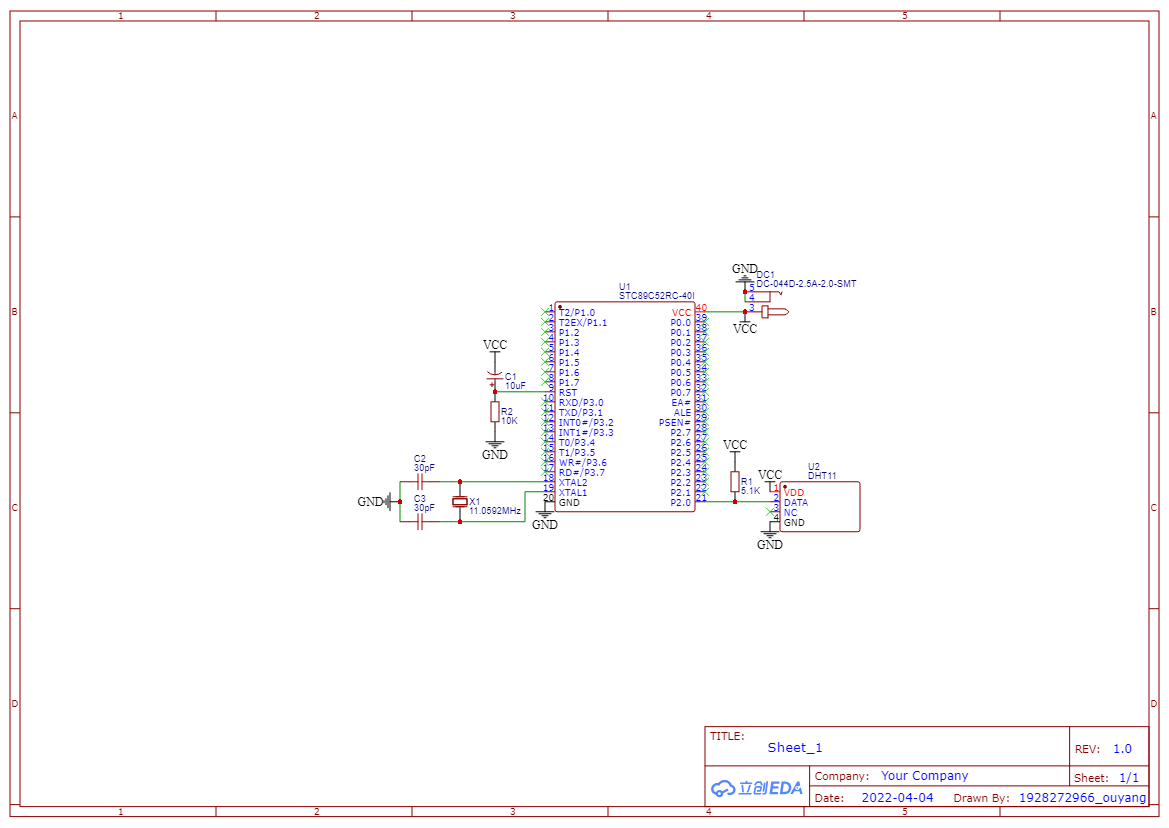 1 2 3 4 5
A
A
B
B
C
C
D
D
GND
DC1
DC-044D-2.5A-2.0-SMT
5
4
3
VCC
U1
STC89C52RC-40I
1 T2/P1.0
2 T2EX/P1.1
3 P1.2
4 P1.3
5 P1.4
6 P1.5
7 P1.6
8 P1.7
9 RST
10 RXD/P3.0
11 TXD/P3.1
12 INT0#/P3.2
13 INT1#/P3.3
14 T0/P3.4
15 T1/P3.5
16 WR#/P3.6
17 RD#/P3.7
18 XTAL2
19 XTAL1
20 GND
VCC 40
P0.0 39
P0.1 38
P0.2 37
P0.3 36
P0.4 35
P0.5 34
P0.6 33
P0.7 32
EA# 31
ALE 30
PSEN# 29
P2.7 28
P2.6 27
P2.5 26
P2.4 25
P2.3 24
P2.2 23
P2.1 22
P2.0 21
VCC
C1
10uF
R2
10K
GND
C2
30pF
GND
C3
30pF
X1
11.0592MHz
GND
VCC
R1
5.1K
VCC
U2
DHT11
1 VDD
2 DATA
3 NC
4 GND
GND
TITLE:
Sheet_1
REV: 1.0
立创EDA
Company: Your Company
Sheet: 1/1
Date: 2022-04-04 Drawn By: 1928272966_ouyang
1 2 3 4 5